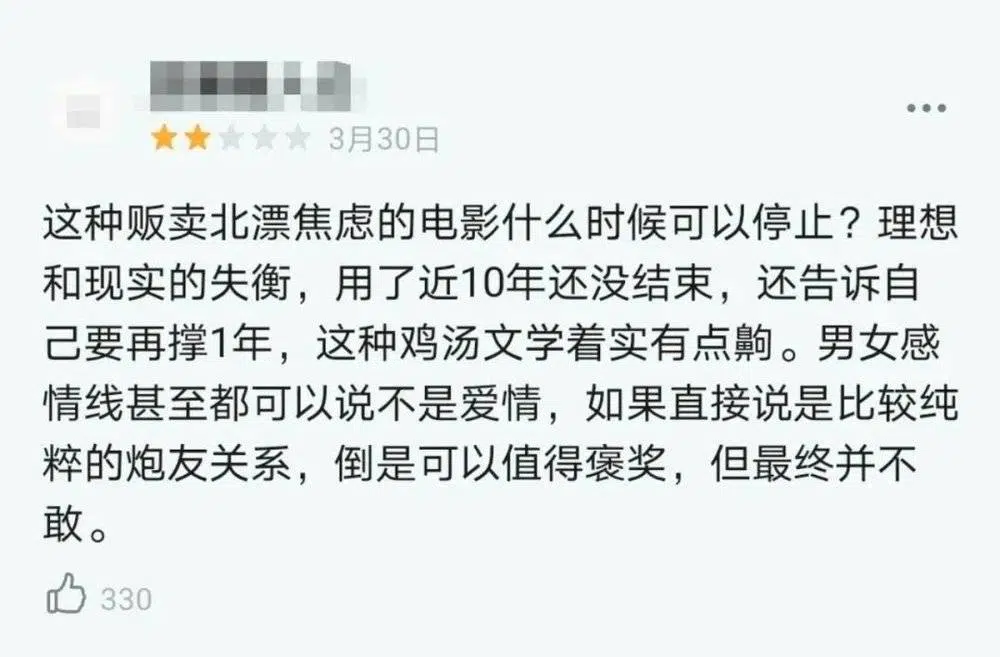 3月30日
这种贩卖北漂焦虑的电影什么时候可以停止？理想
和现实的失衡，用了近10年还没结束，还告诉自
己要再撑1年，这种鸡汤文学着实有点齁。男女感
情线甚至都可以说不是爱情，如果直接说是比较纯
粹的炮友关系，倒是可以值得褒奖，但最终并不
敢。
330